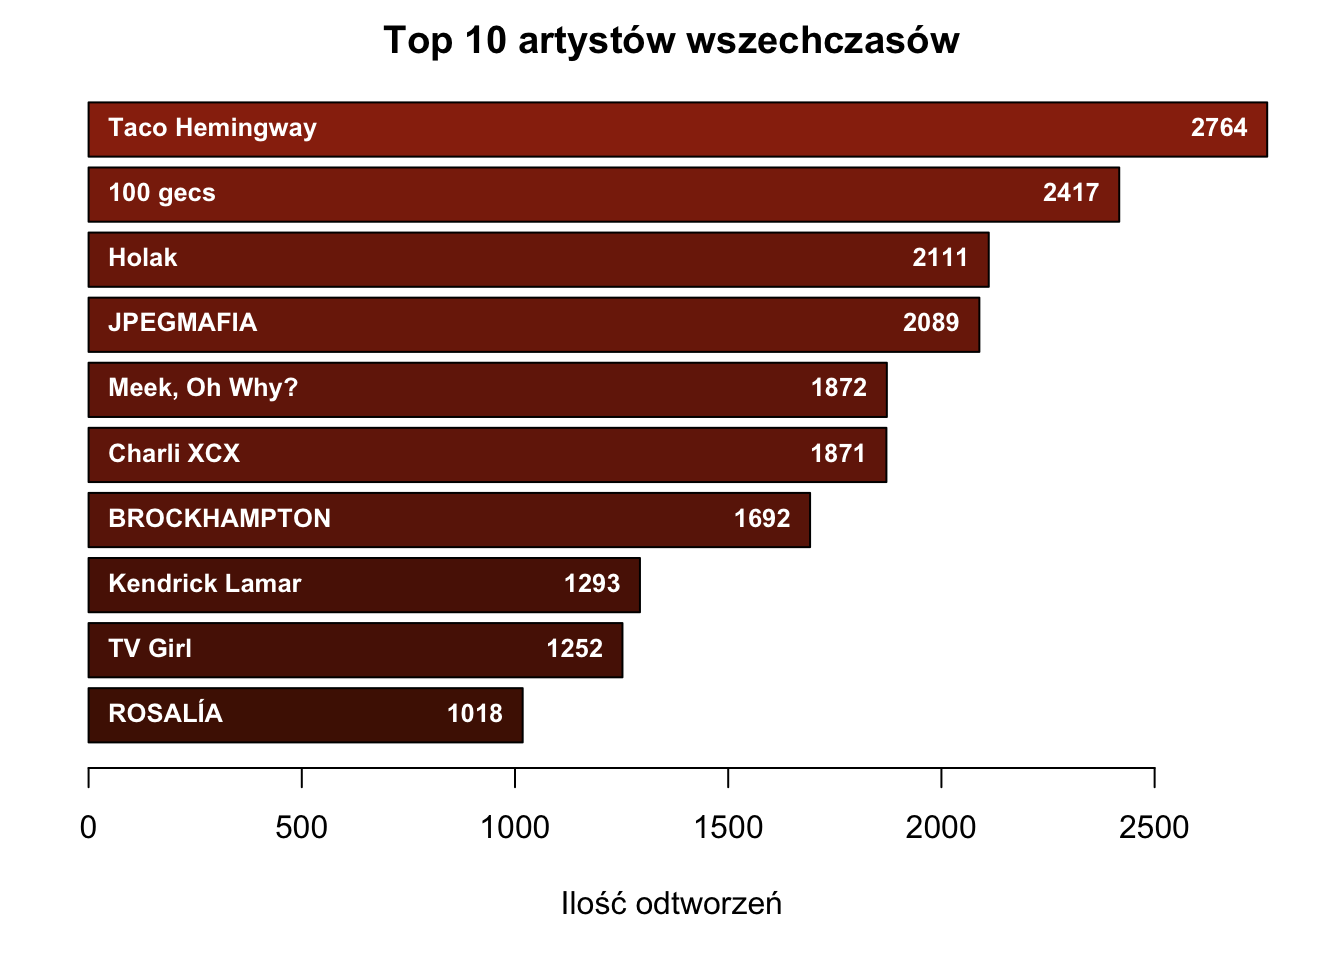 Top 10 artystów wszechczasów
Taco Hemingway 2764
100 gecs 2417
Holak 2111
JPEGMAFIA 2089
Meek, Oh Why? 1872
Charli XCX 1871
BROCKHAMPTON 1692
Kendrick Lamar 1293
TV Girl 1252
ROSALÍA 1018
0 500 1000 1500 2000 2500
Ilość odtworzeń